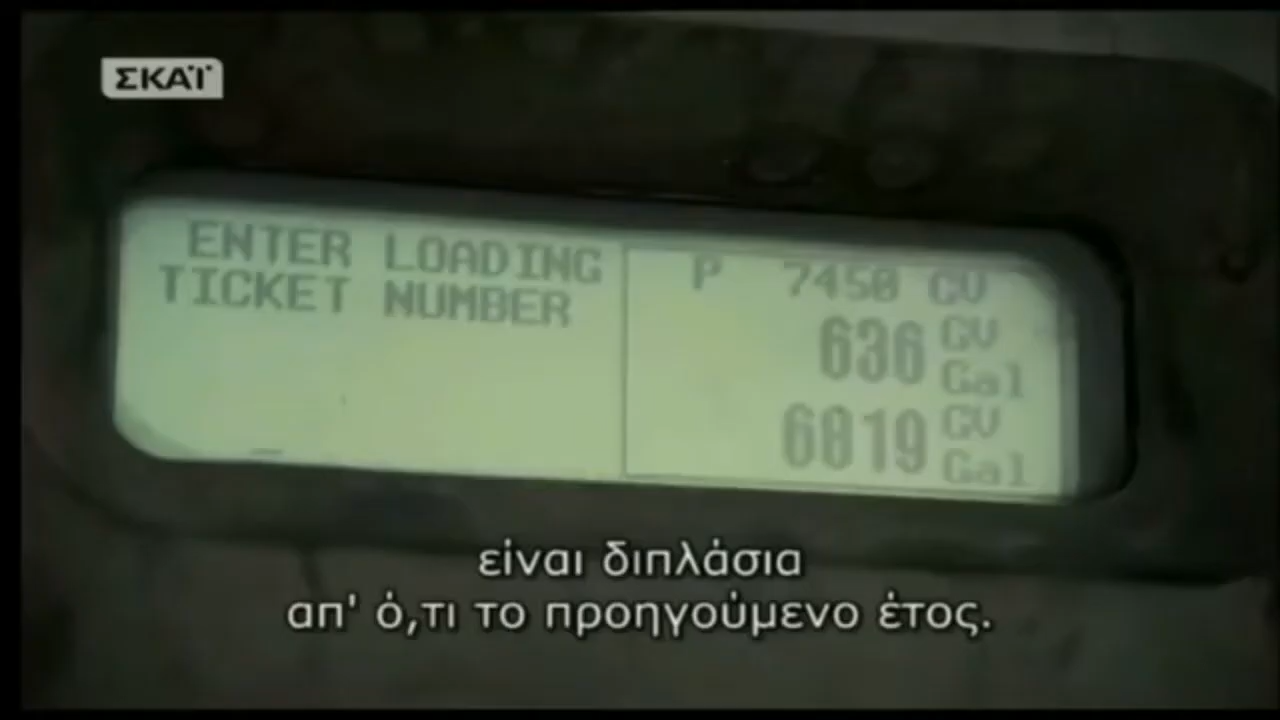 ΣΚΑΪ
ENTER LOADING
TICKET NUMBER
P 7450 GV
636 GV
Gal
6819 GV
Gal
είναι διπλάσια
απ' ό,τι το προηγούμενο έτος.